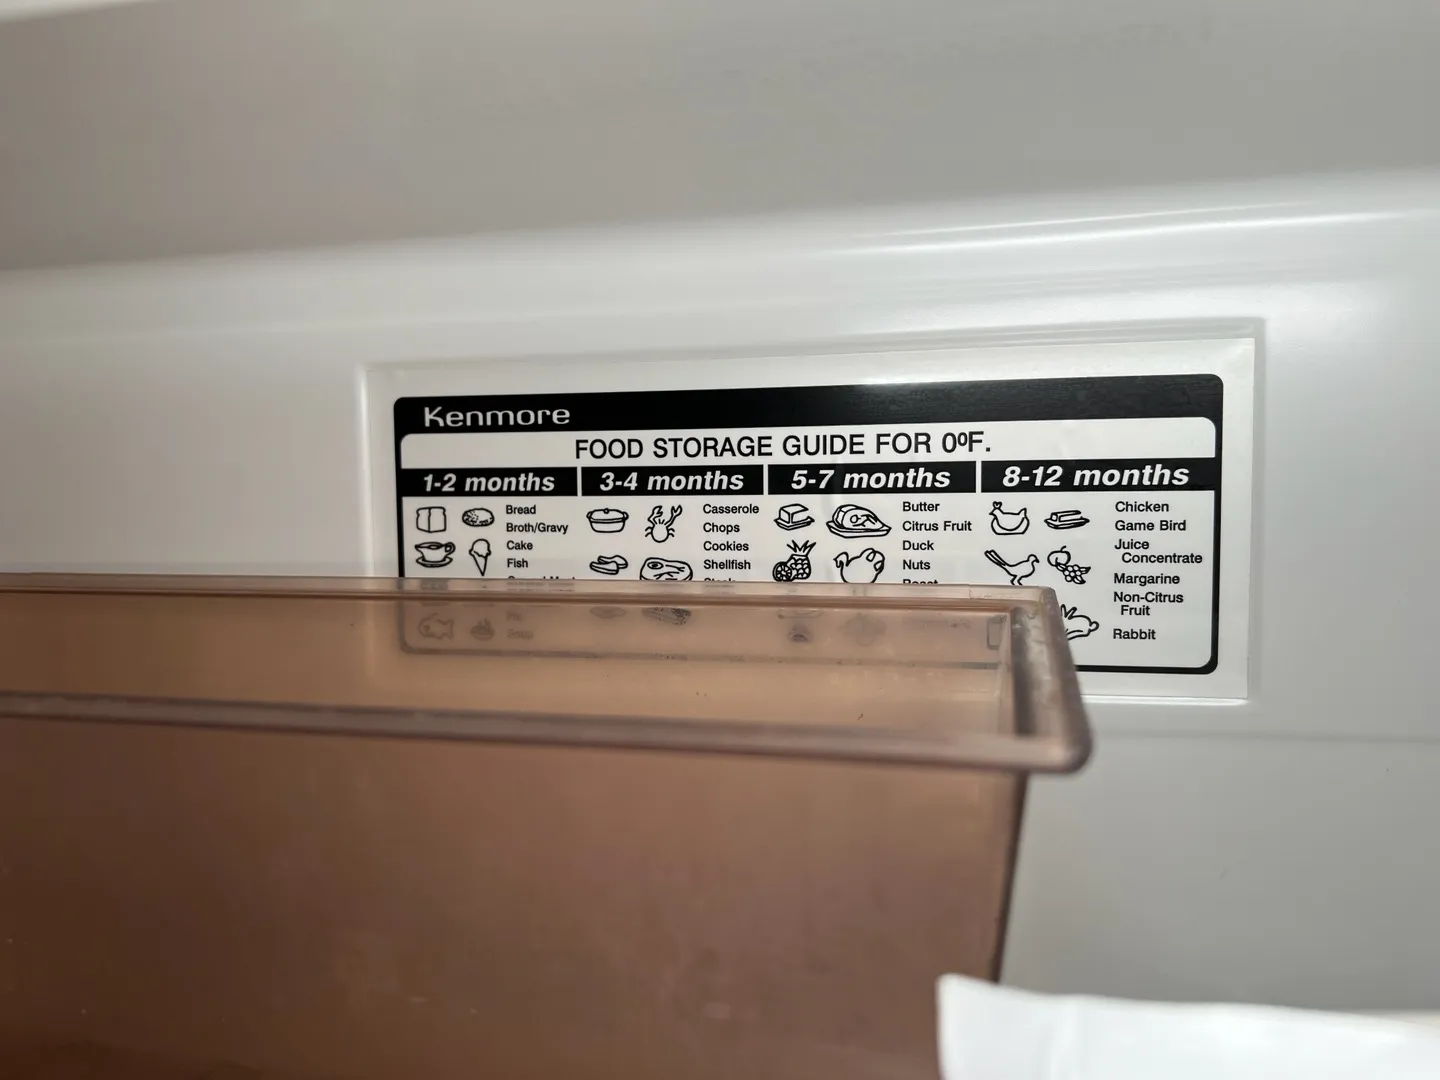 Kenmore
FOOD STORAGE GUIDE FOR 0ºF.
1-2 months
Bread
Broth/Gravy
Cake
Fish
3-4 months
Casserole
Chops
Cookies
Shellfish
5-7 months
Butter
Citrus Fruit
Duck
Nuts
Roast
8-12 months
Chicken
Game Bird
Juice
Concentrate
Margarine
Non-Citrus
Fruit
Rabbit